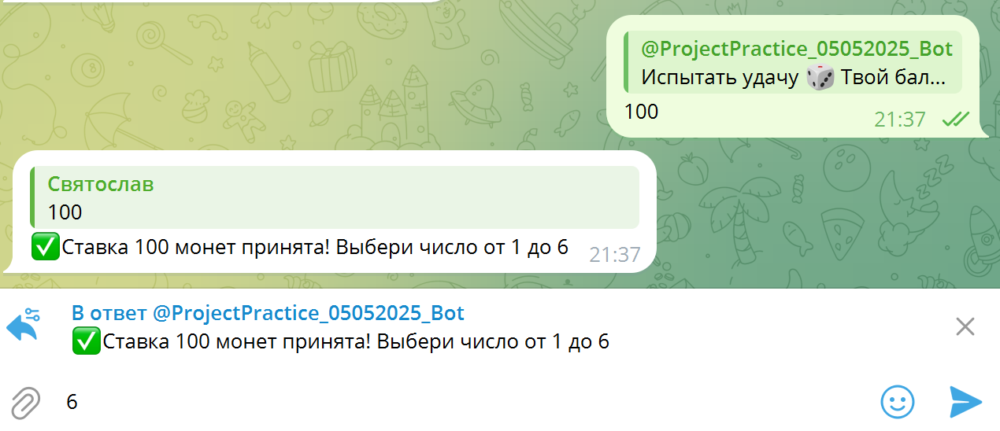 @ProjectPractice_05052025_Bot
Испытать удачу 🎲 Твой бал...
100
21:37
Святослав
100
✅Ставка 100 монет принята! Выбери число от 1 до 6
21:37
В ответ @ProjectPractice_05052025_Bot
✅Ставка 100 монет принята! Выбери число от 1 до 6
6